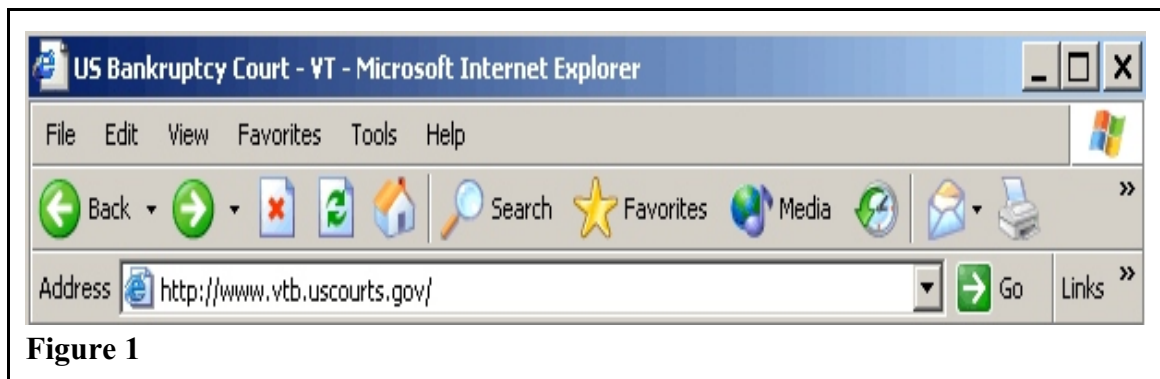 US Bankruptcy Court - VT - Microsoft Internet Explorer
File Edit View Favorites Tools Help
Back Search Favorites Media »
Address http://www.vtb.uscourts.gov/ Go Links »
Figure 1